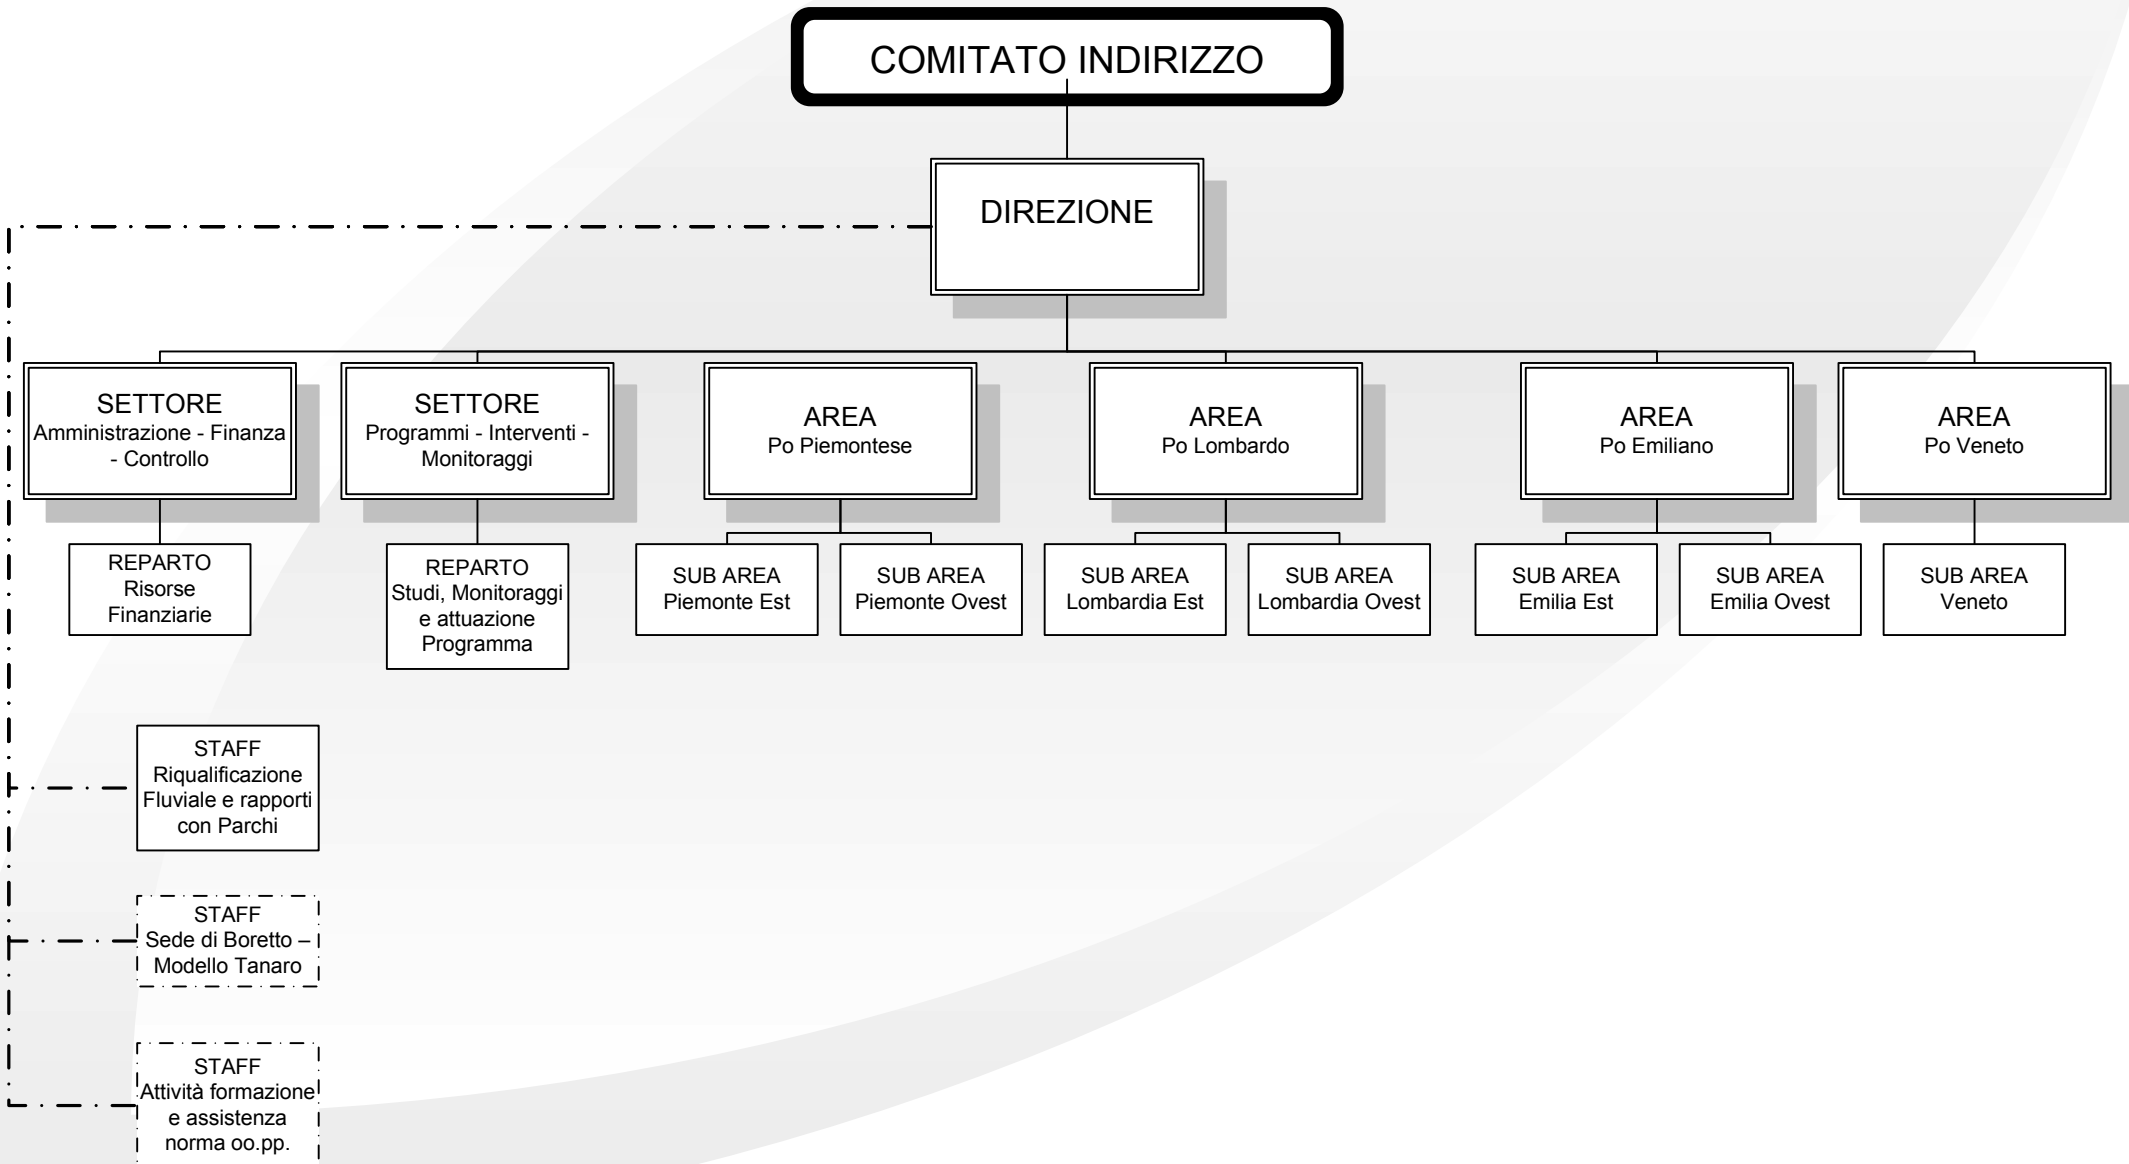 COMITATO INDIRIZZO
DIREZIONE
SETTORE
Amministrazione - Finanza
- Controllo
SETTORE
Programmi - Interventi -
Monitoraggi
AREA
Po Piemontese
AREA
Po Lombardo
AREA
Po Emiliano
AREA
Po Veneto
REPARTO
Risorse
Finanziarie
REPARTO
Studi, Monitoraggi
e attuazione
Programma
SUB AREA
Piemonte Est
SUB AREA
Piemonte Ovest
SUB AREA
Lombardia Est
SUB AREA
Lombardia Ovest
SUB AREA
Emilia Est
SUB AREA
Emilia Ovest
SUB AREA
Veneto
STAFF
Riqualificazione
Fluviale e rapporti
con Parchi
STAFF
Sede di Boretto –
Modello Tanaro
STAFF
Attività formazione
e assistenza
norma oo.pp.